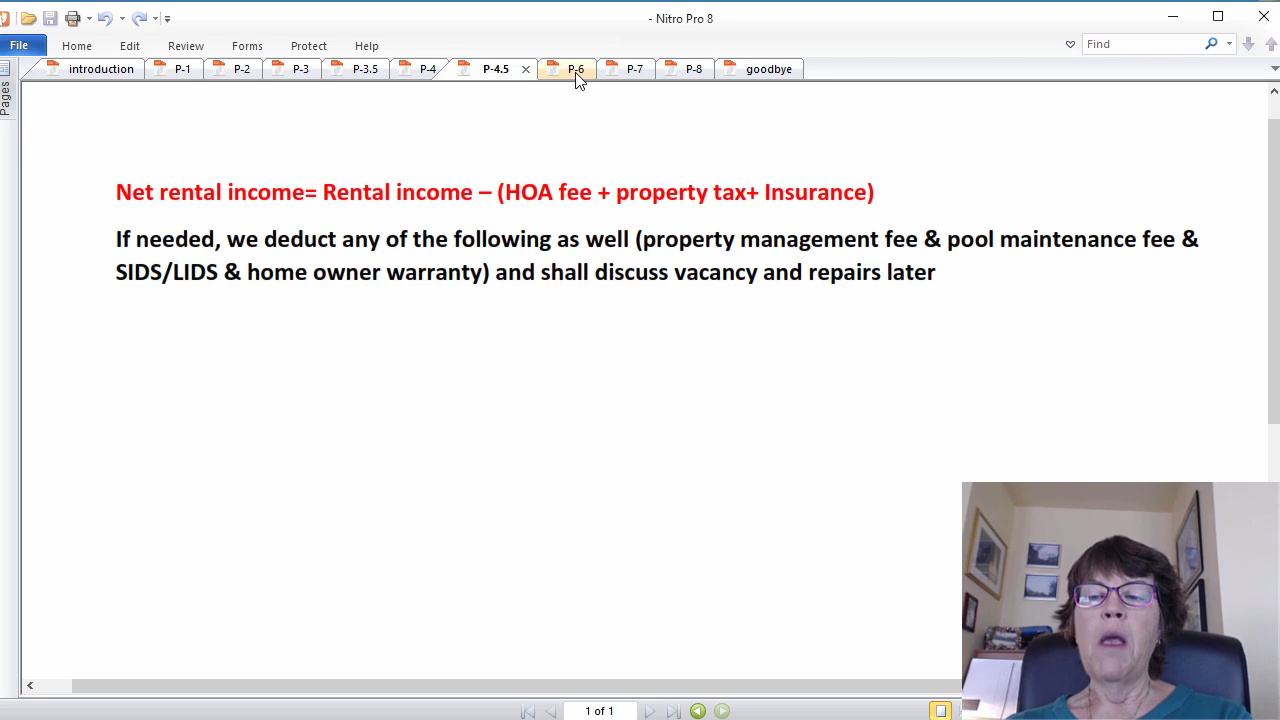 - Nitro Pro 8
File Home Edit Review Forms Protect Help Find
introduction P-1 P-2 P-3 P-3.5 P-4 P-4.5 P-6 P-7 P-8 goodbye
Pages
Net rental income= Rental income – (HOA fee + property tax+ Insurance)
If needed, we deduct any of the following as well (property management fee & pool maintenance fee &
SIDS/LIDS & home owner warranty) and shall discuss vacancy and repairs later
1 of 1